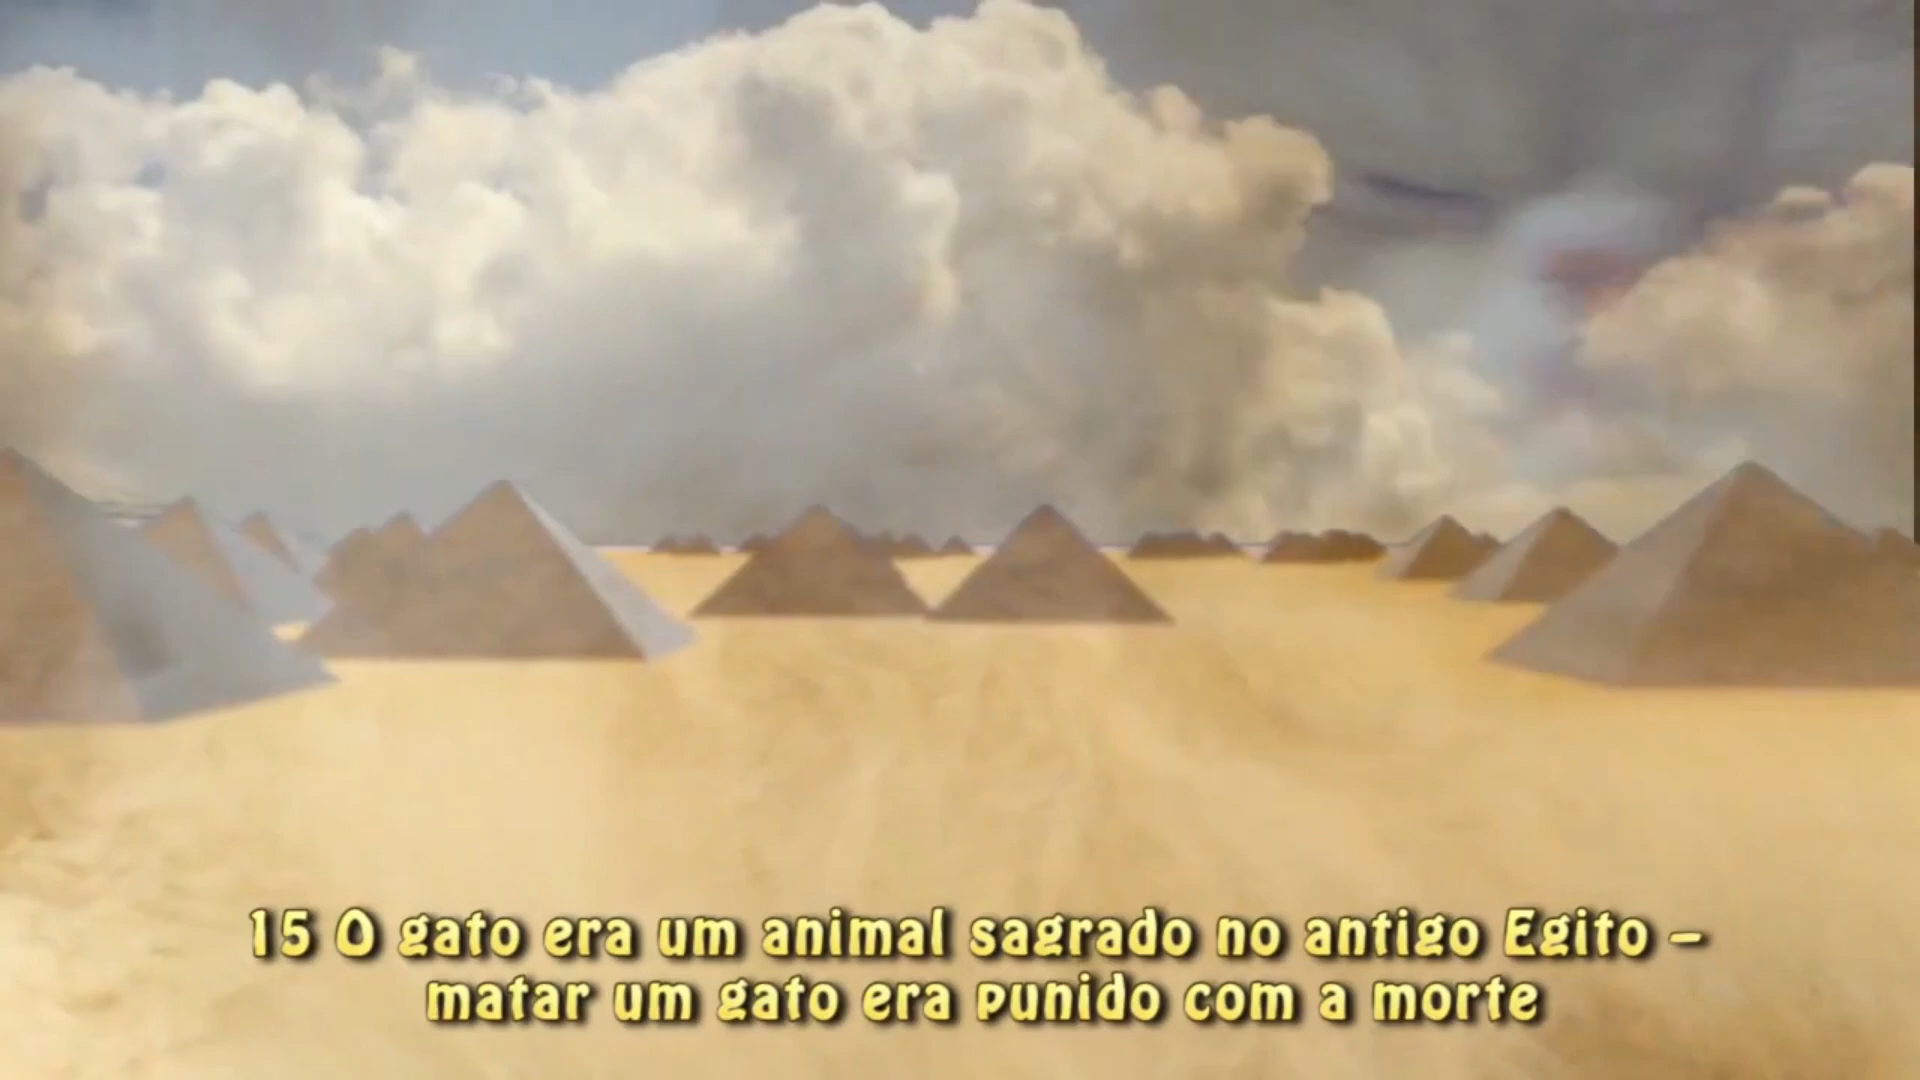 15 O gato era um animal sagrado no antigo Egito –
matar um gato era punido com a morte